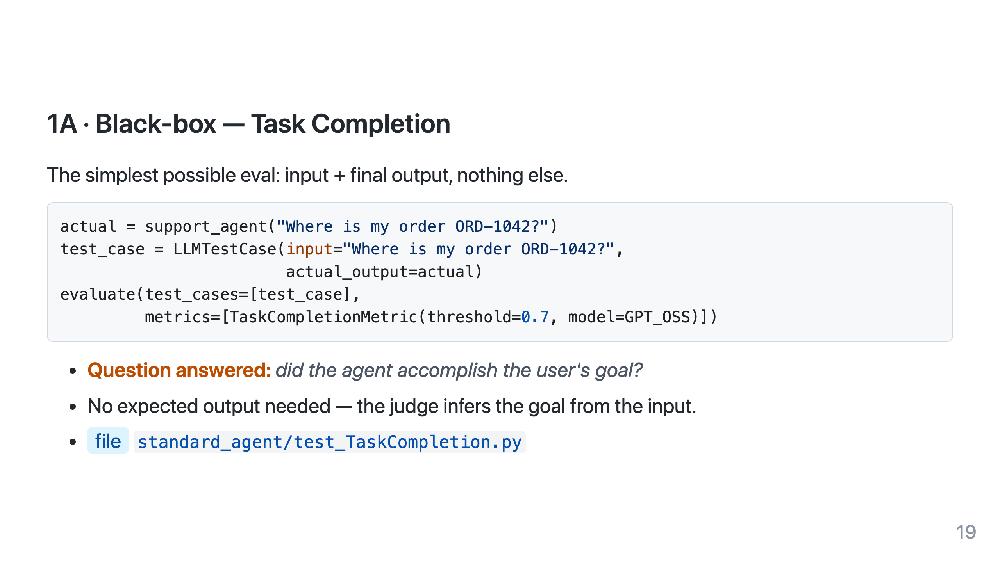 1A · Black-box — Task Completion
The simplest possible eval: input + final output, nothing else.
actual = support_agent("Where is my order ORD-1042?")
test_case = LLMTestCase(input="Where is my order ORD-1042?",
                        actual_output=actual)
evaluate(test_cases=[test_case],
         metrics=[TaskCompletionMetric(threshold=0.7, model=GPT_OSS)])
• Question answered: did the agent accomplish the user's goal?
• No expected output needed — the judge infers the goal from the input.
• file standard_agent/test_TaskCompletion.py
19